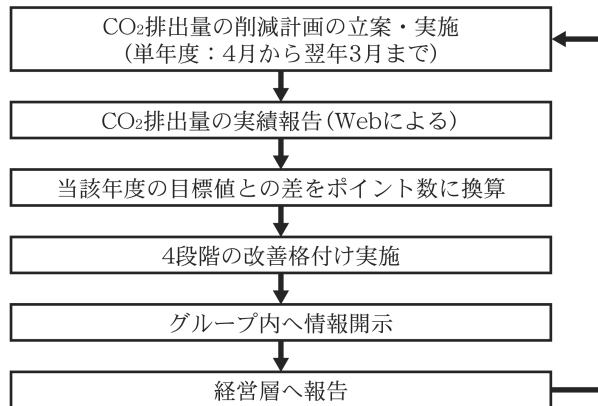 CO₂排出量の削減計画の立案・実施
(単年度：4月から翌年3月まで)
CO₂排出量の実績報告(Webによる)
当該年度の目標値との差をポイント数に換算
4段階の改善格付け実施
グループ内へ情報開示
経営層へ報告